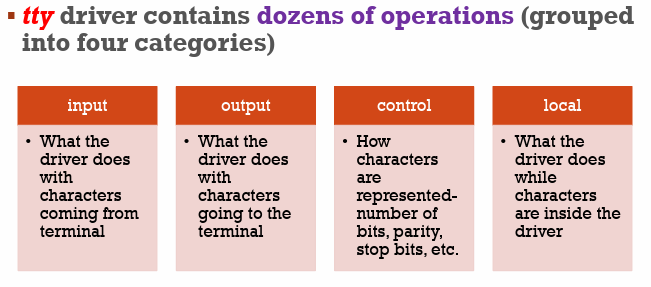 ▪ tty driver contains dozens of operations (grouped
into four categories)
input
• What the
driver does
with
characters
coming from
terminal
output
• What the
driver does
with
characters
going to the
terminal
control
• How
characters
are
represented-
number of
bits, parity,
stop bits, etc.
local
• What the
driver does
while
characters
are inside the
driver